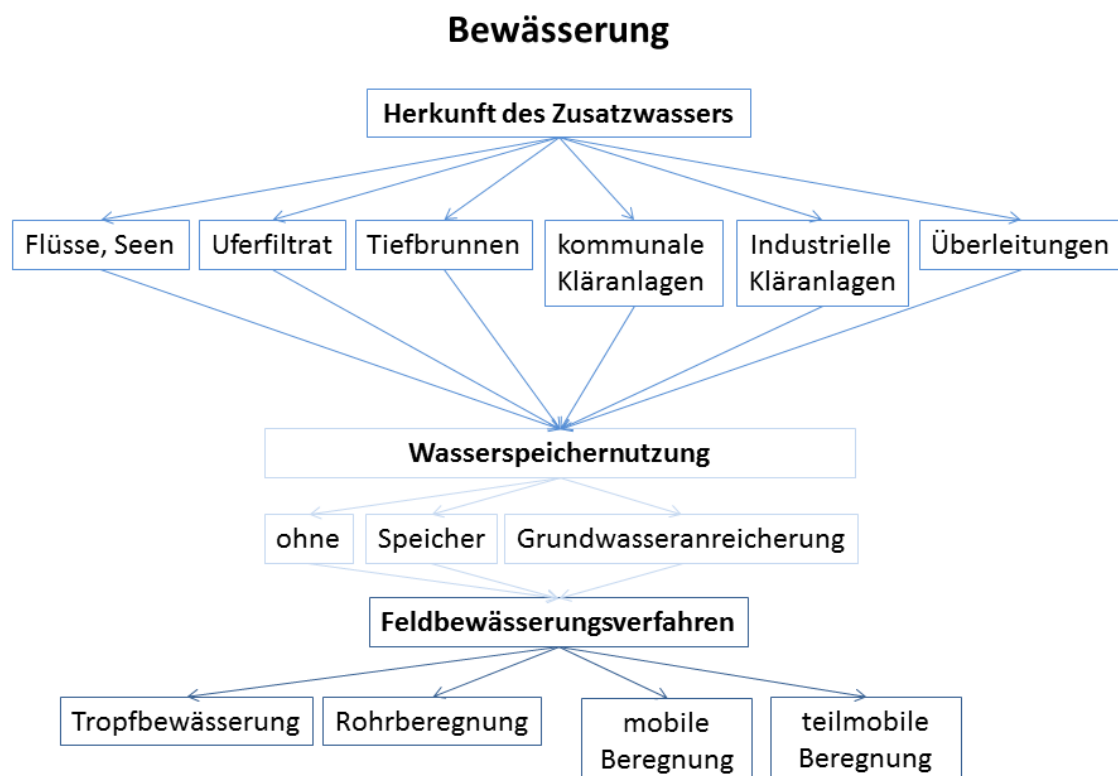 Bewässerung
Herkunft des Zusatzwassers
Flüsse, Seen
Uferfiltrat
Tiefbrunnen
kommunale
Kläranlagen
Industrielle
Kläranlagen
Überleitungen
Wasserspeichernutzung
ohne
Speicher
Grundwasseranreicherung
Feldbewässerungsverfahren
Tropfbewässerung
Rohrberegnung
mobile
Beregnung
teilmobile
Beregnung